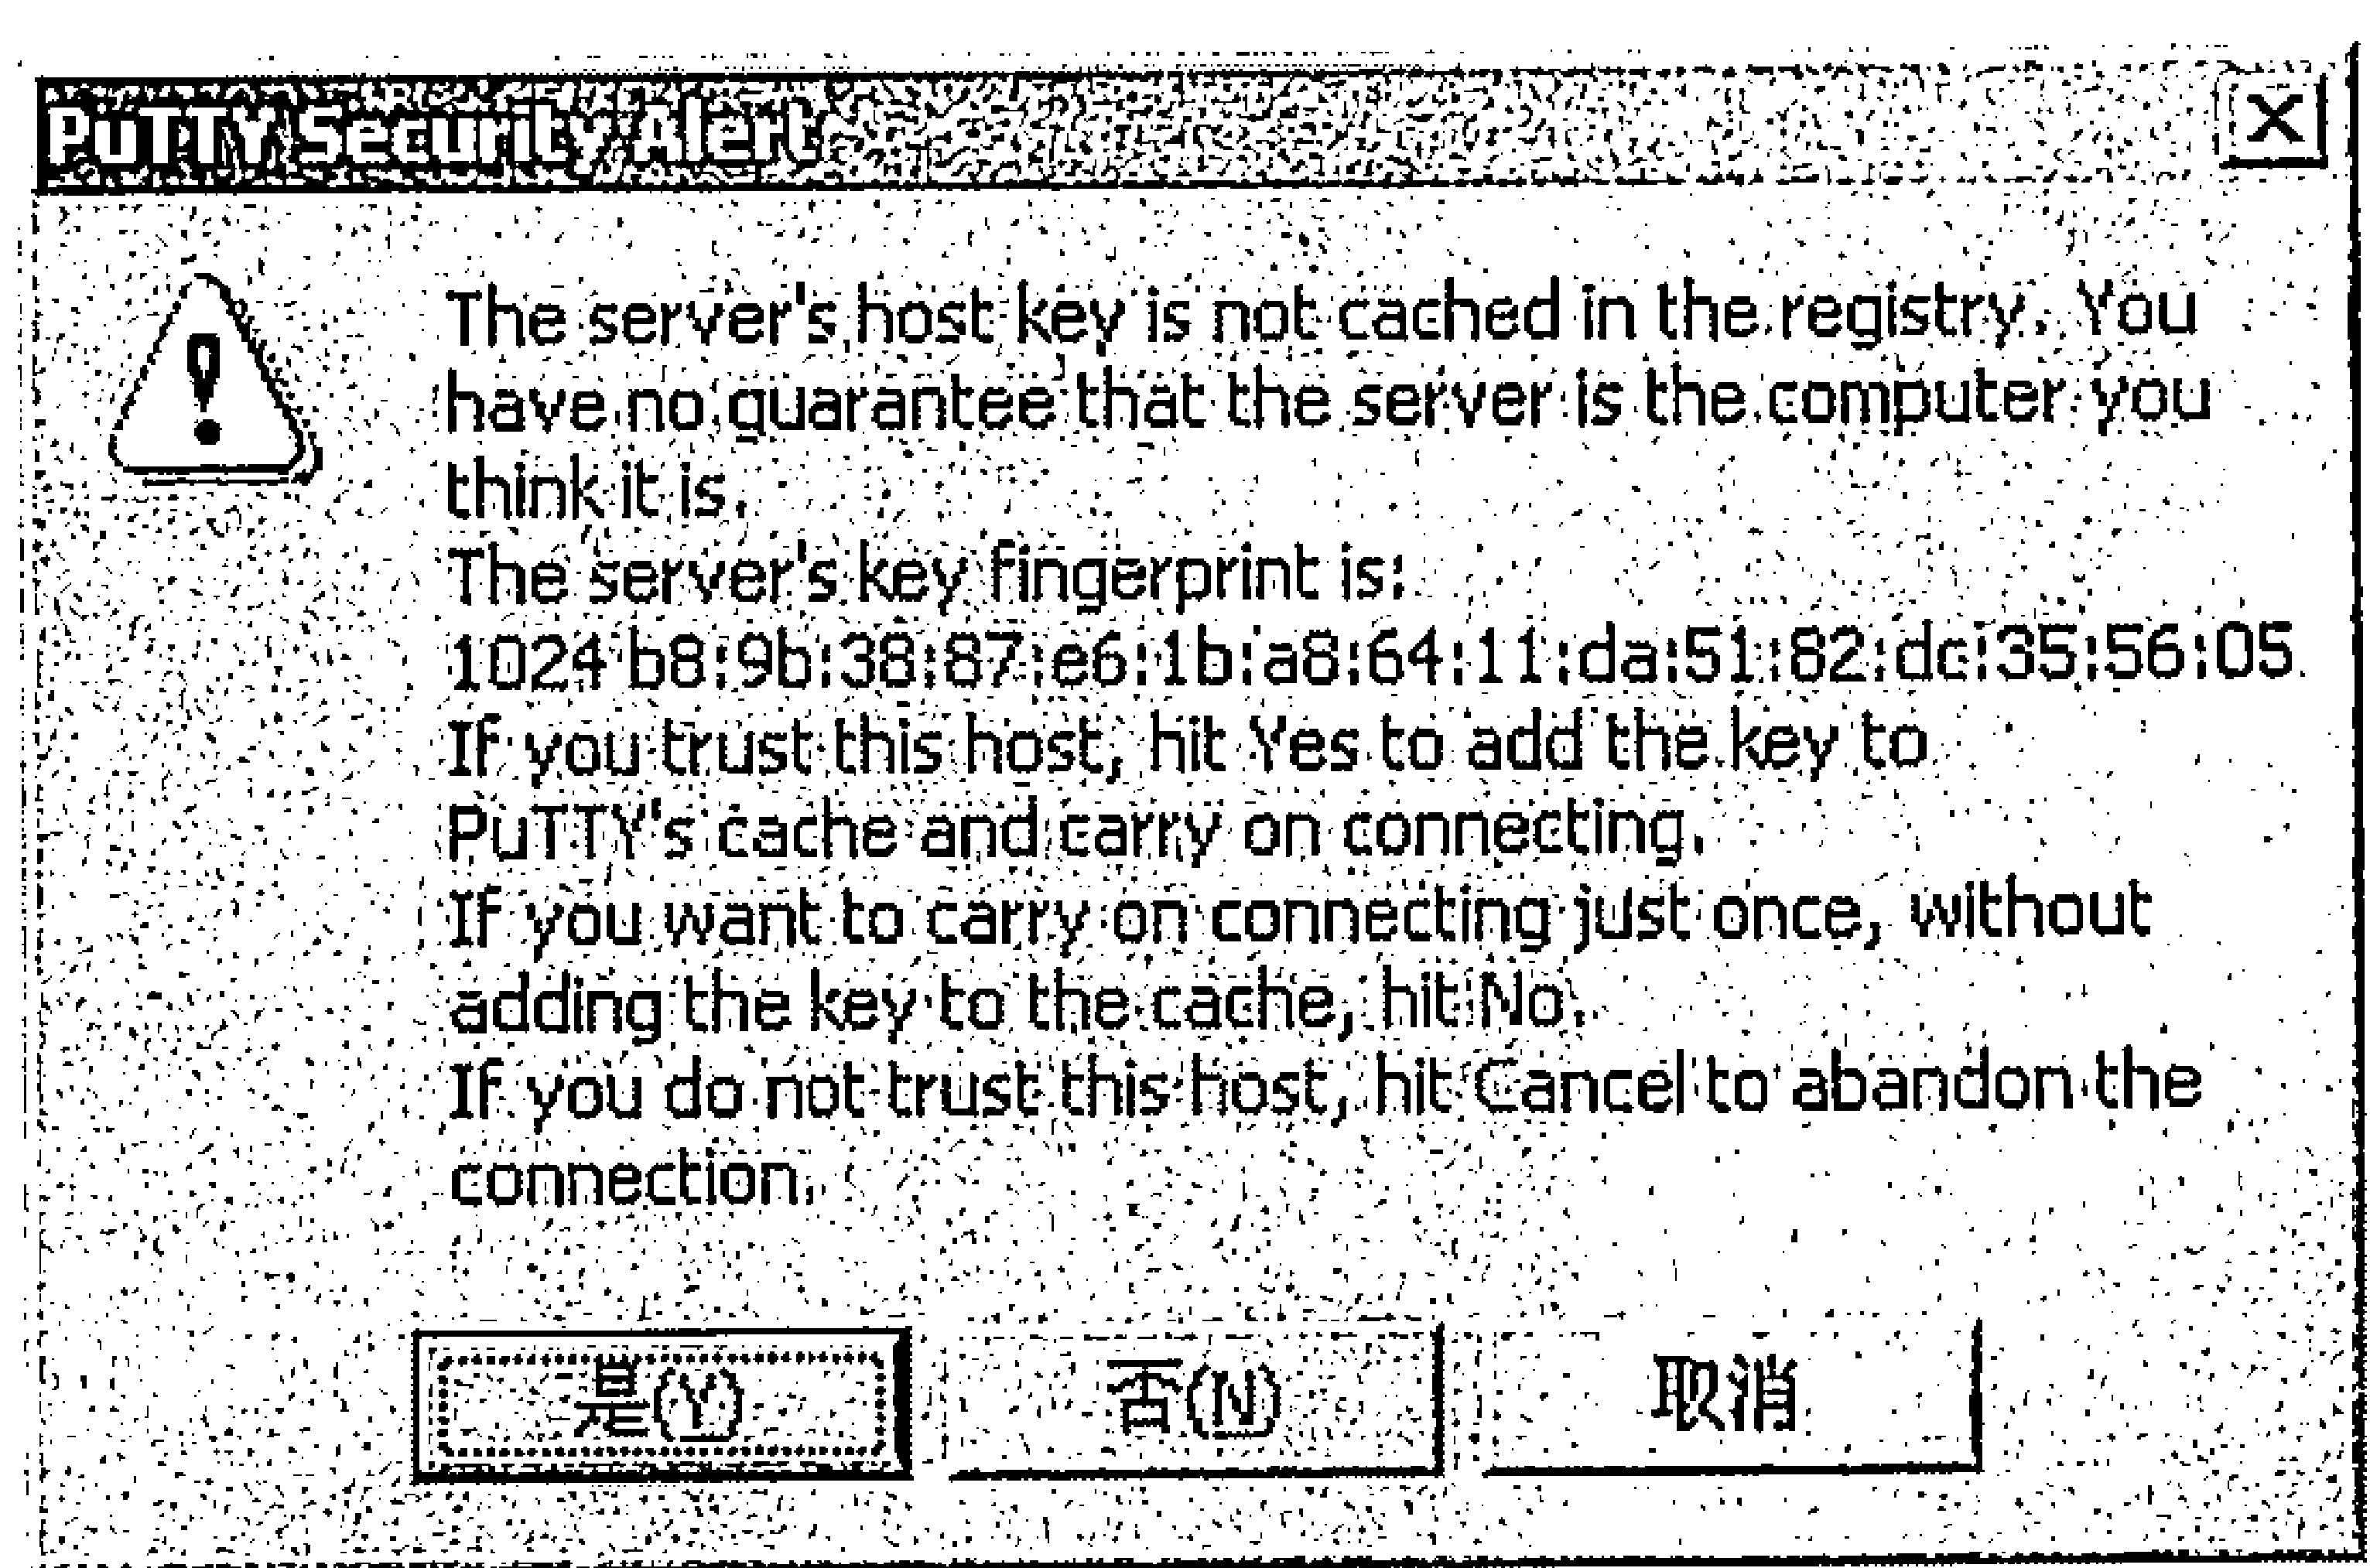 PuTTY Security Alert
The server's host key is not cached in the registry. You
have no guarantee that the server is the computer you
think it is.
The server's key fingerprint is:
1024 b8:9b:38:87:e6:1b:a8:64:11:da:51:82:dc:35:56:05
If you trust this host, hit Yes to add the key to
PuTTY's cache and carry on connecting.
If you want to carry on connecting just once, without
adding the key to the cache, hit No.
If you do not trust this host, hit Cancel to abandon the
connection.
是(Y) 否(N) 取消